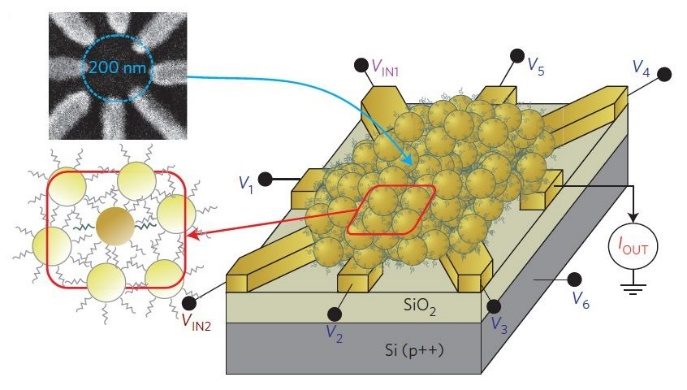 200 nm
V_IN1
V_5
V_4
V_1
I_OUT
V_IN2
V_2
SiO_2
V_3
V_6
Si (p++)